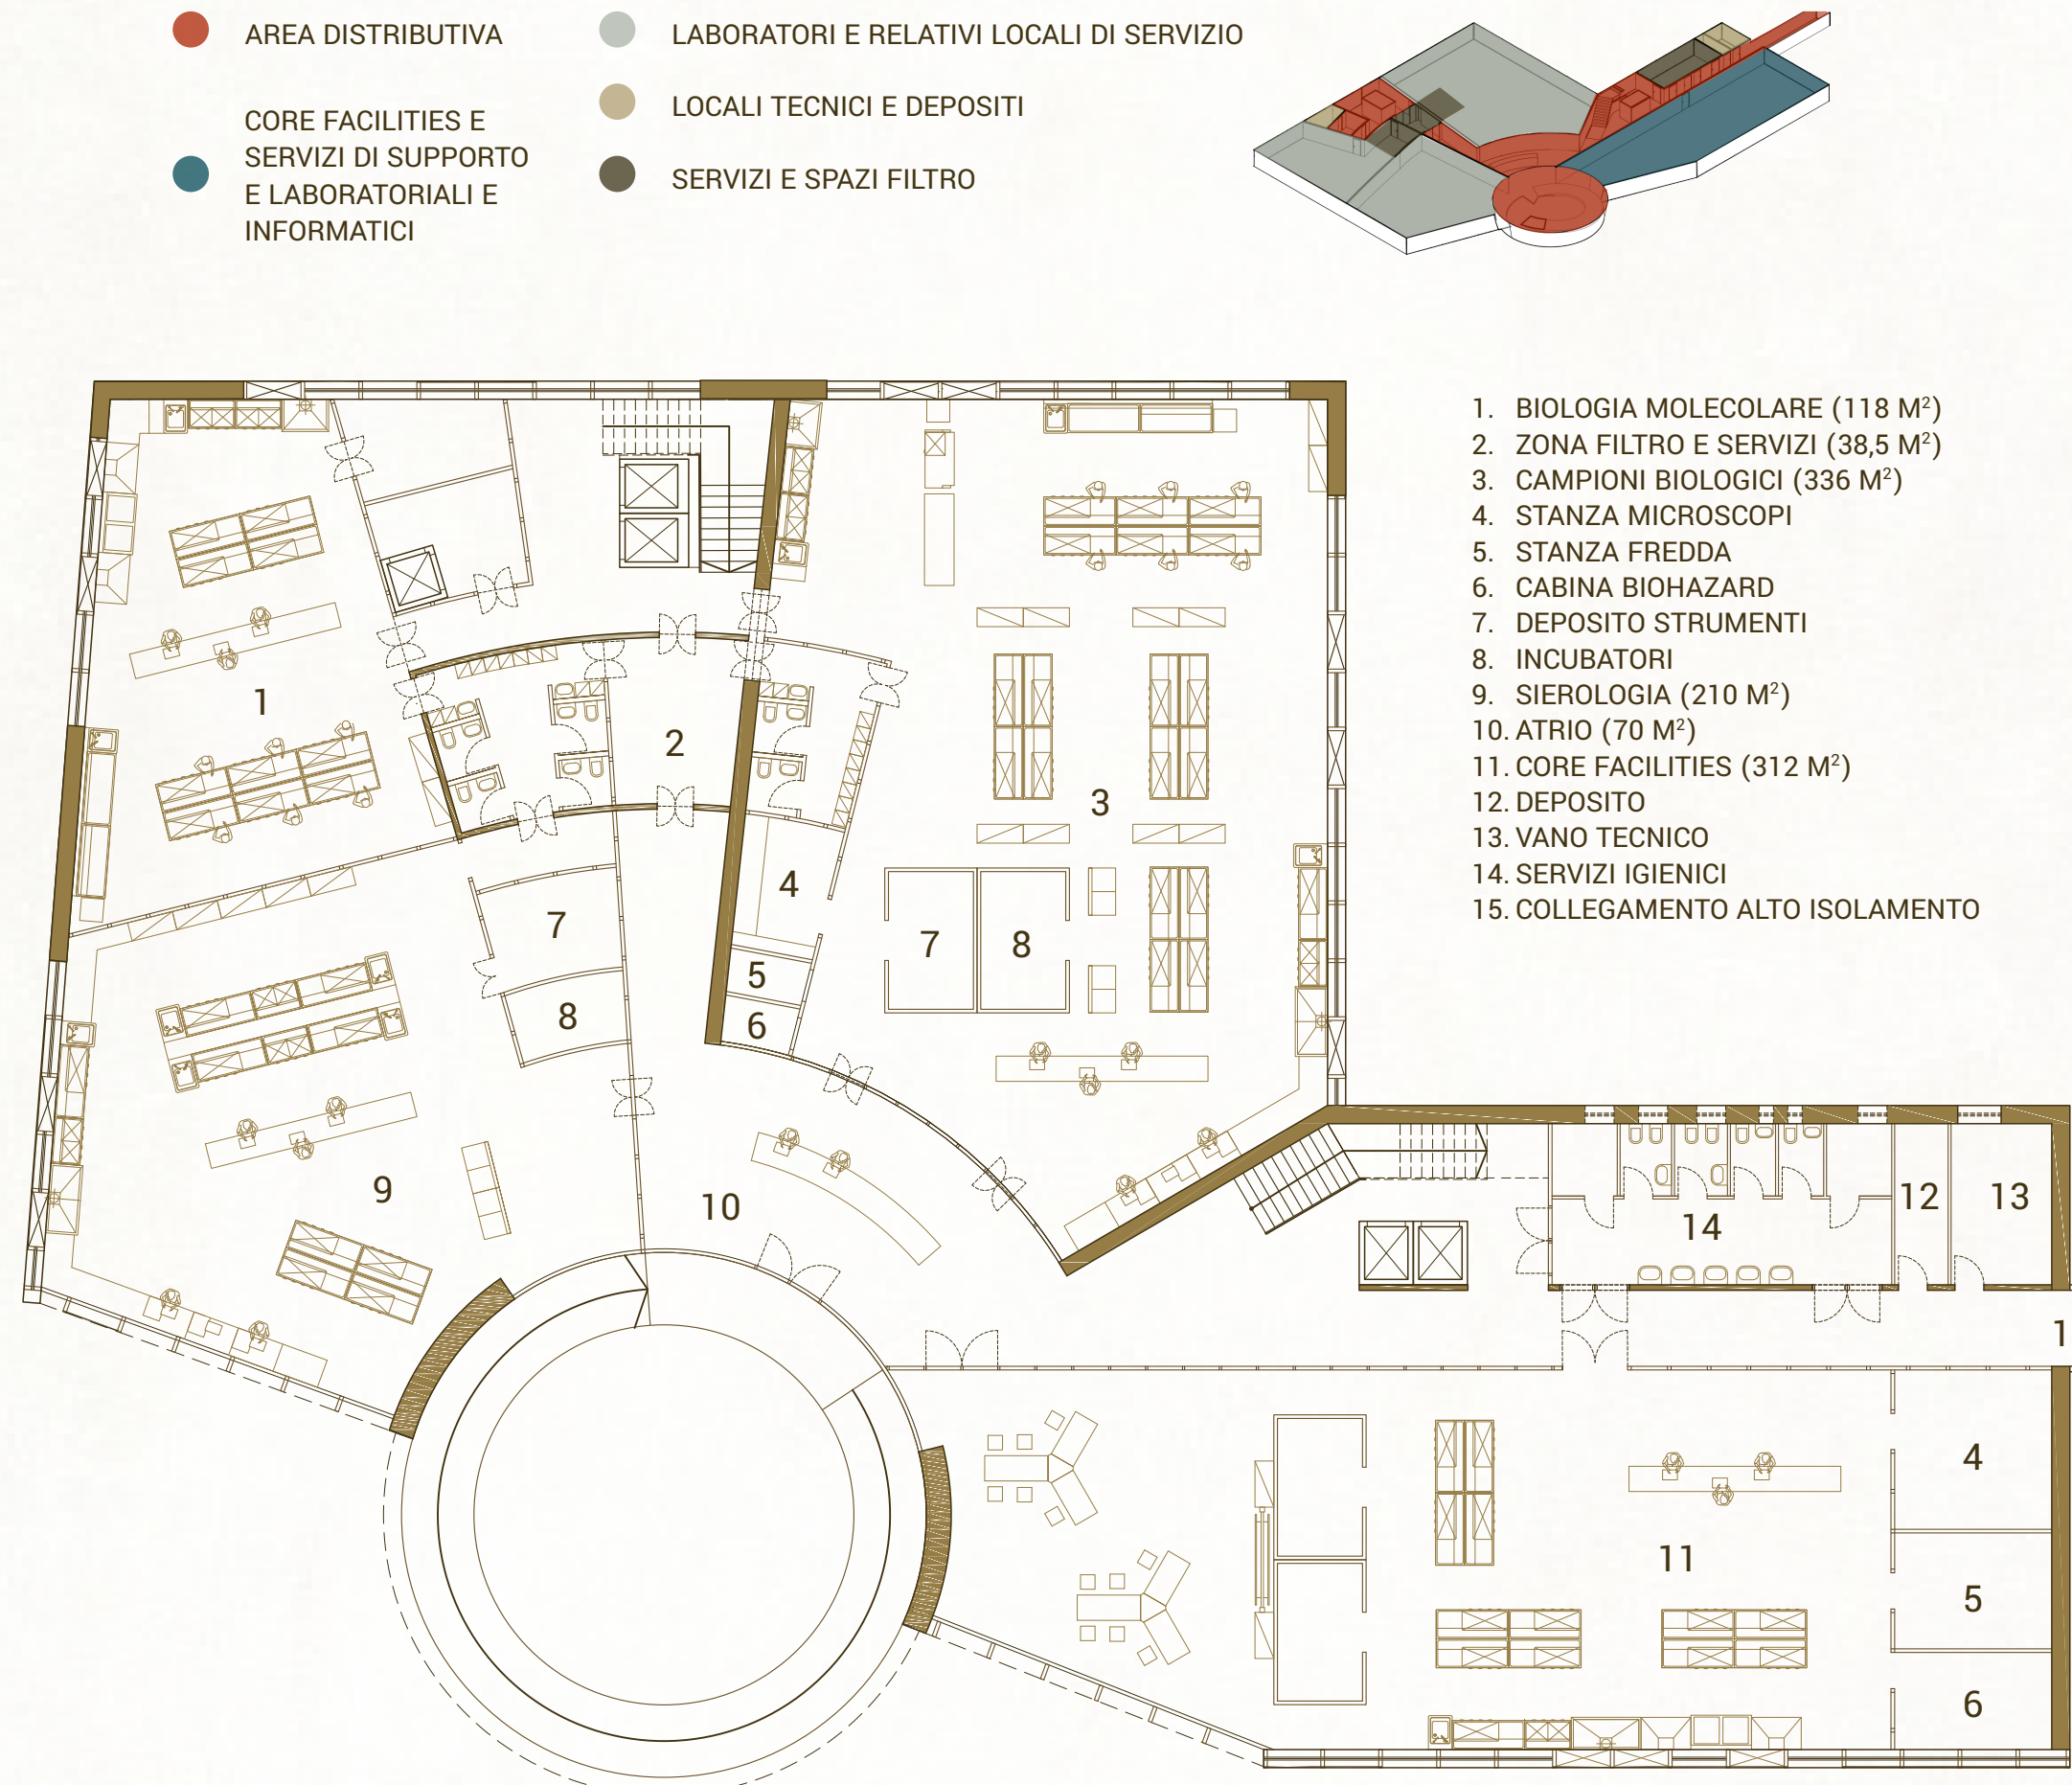 AREA DISTRIBUTIVA
CORE FACILITIES E
SERVIZI DI SUPPORTO
E LABORATORIALI E
INFORMATICI
LABORATORI E RELATIVI LOCALI DI SERVIZIO
LOCALI TECNICI E DEPOSITI
SERVIZI E SPAZI FILTRO
1. BIOLOGIA MOLECOLARE (118 M²)
2. ZONA FILTRO E SERVIZI (38,5 M²)
3. CAMPIONI BIOLOGICI (336 M²)
4. STANZA MICROSCOPI
5. STANZA FREDDA
6. CABINA BIOHAZARD
7. DEPOSITO STRUMENTI
8. INCUBATORI
9. SIEROLOGIA (210 M²)
10. ATRIO (70 M²)
11. CORE FACILITIES (312 M²)
12. DEPOSITO
13. VANO TECNICO
14. SERVIZI IGIENICI
15. COLLEGAMENTO ALTO ISOLAMENTO
1
2
3
4
7
7
8
5
8
6
9
10
12
13
14
1
4
11
5
6